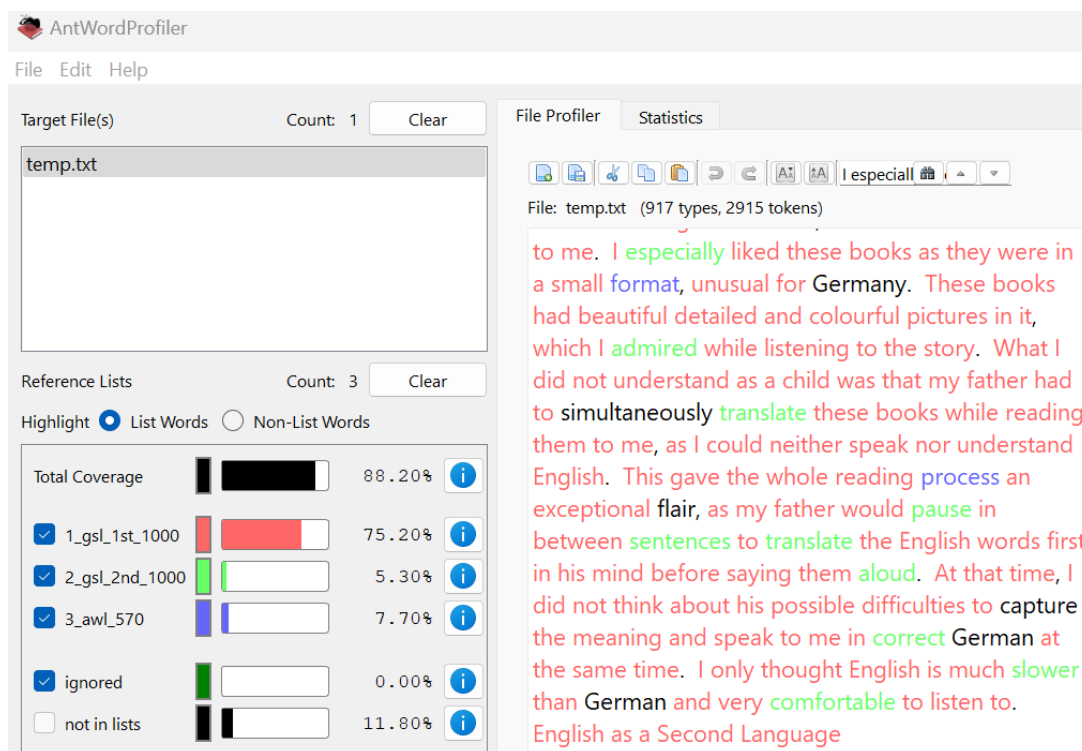 AntWordProfiler
File Edit Help
Target File(s) Count: 1 Clear
temp.txt
Reference Lists Count: 3 Clear
Highlight List Words Non-List Words
Total Coverage 88.20%
1_gsl_1st_1000 75.20%
2_gsl_2nd_1000 5.30%
3_awl_570 7.70%
ignored 0.00%
not in lists 11.80%
File Profiler Statistics
I especiall
File: temp.txt (917 types, 2915 tokens)
to me. I especially liked these books as they were in
a small format, unusual for Germany. These books
had beautiful detailed and colourful pictures in it,
which I admired while listening to the story. What I
did not understand as a child was that my father had
to simultaneously translate these books while reading
them to me, as I could neither speak nor understand
English. This gave the whole reading process an
exceptional flair, as my father would pause in
between sentences to translate the English words first
in his mind before saying them aloud. At that time, I
did not think about his possible difficulties to capture
the meaning and speak to me in correct German at
the same time. I only thought English is much slower
than German and very comfortable to listen to.
English as a Second Language